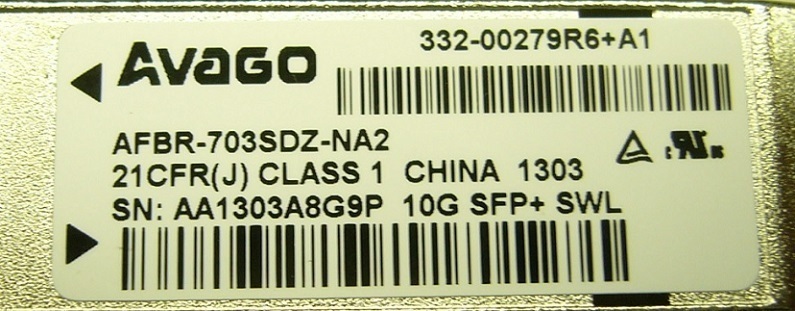 AVAGO
332-00279R6+A1
AFBR-703SDZ-NA2
21CFR(J) CLASS 1 CHINA 1303
SN: AA1303A8G9P 10G SFP+ SWL